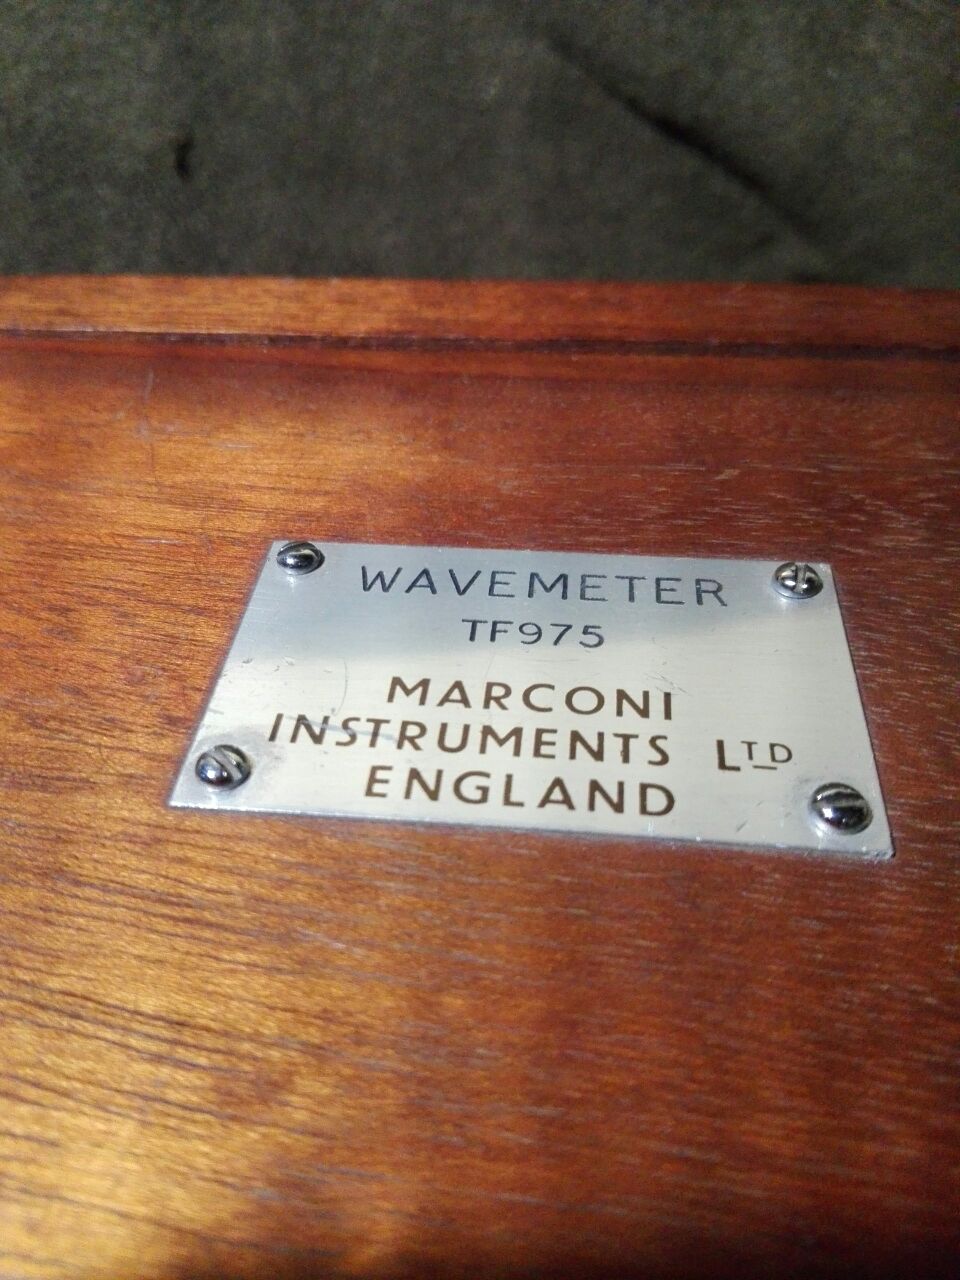 WAVEMETER
TF975
MARCONI
INSTRUMENTS LTD
ENGLAND